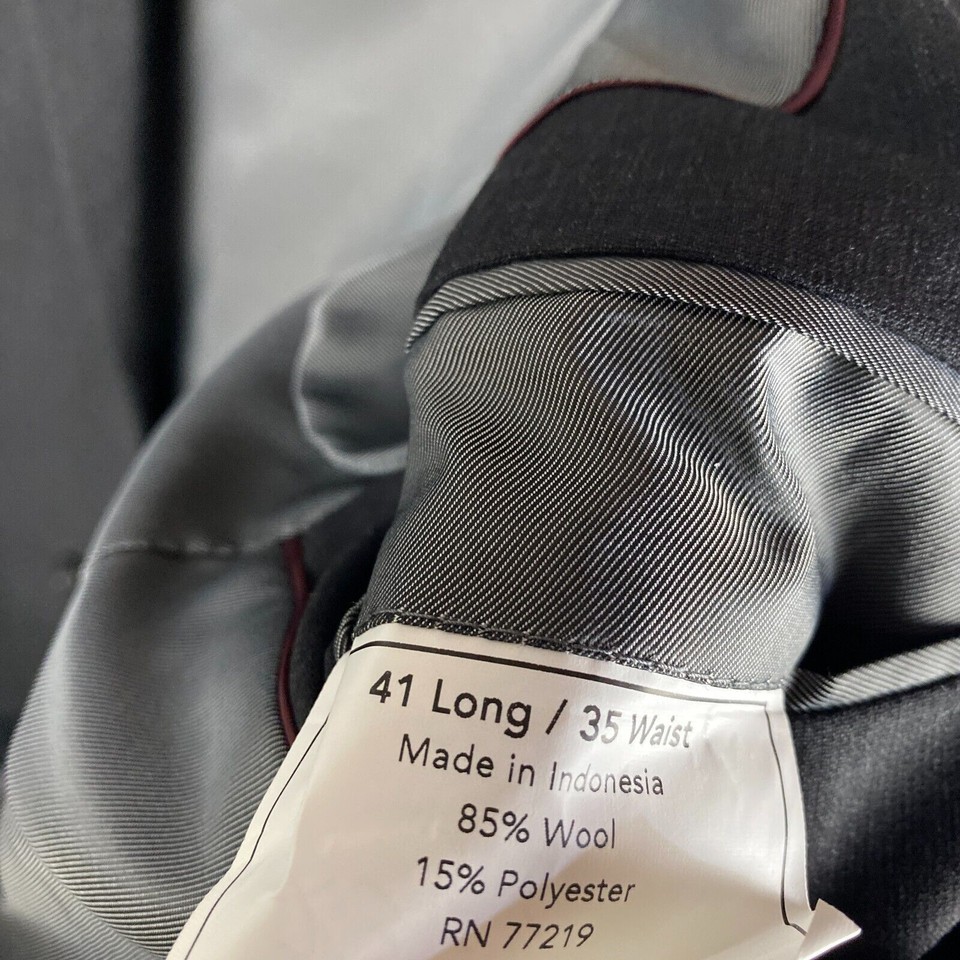 41 Long / 35 Waist
Made in Indonesia
85% Wool
15% Polyester
RN 77219